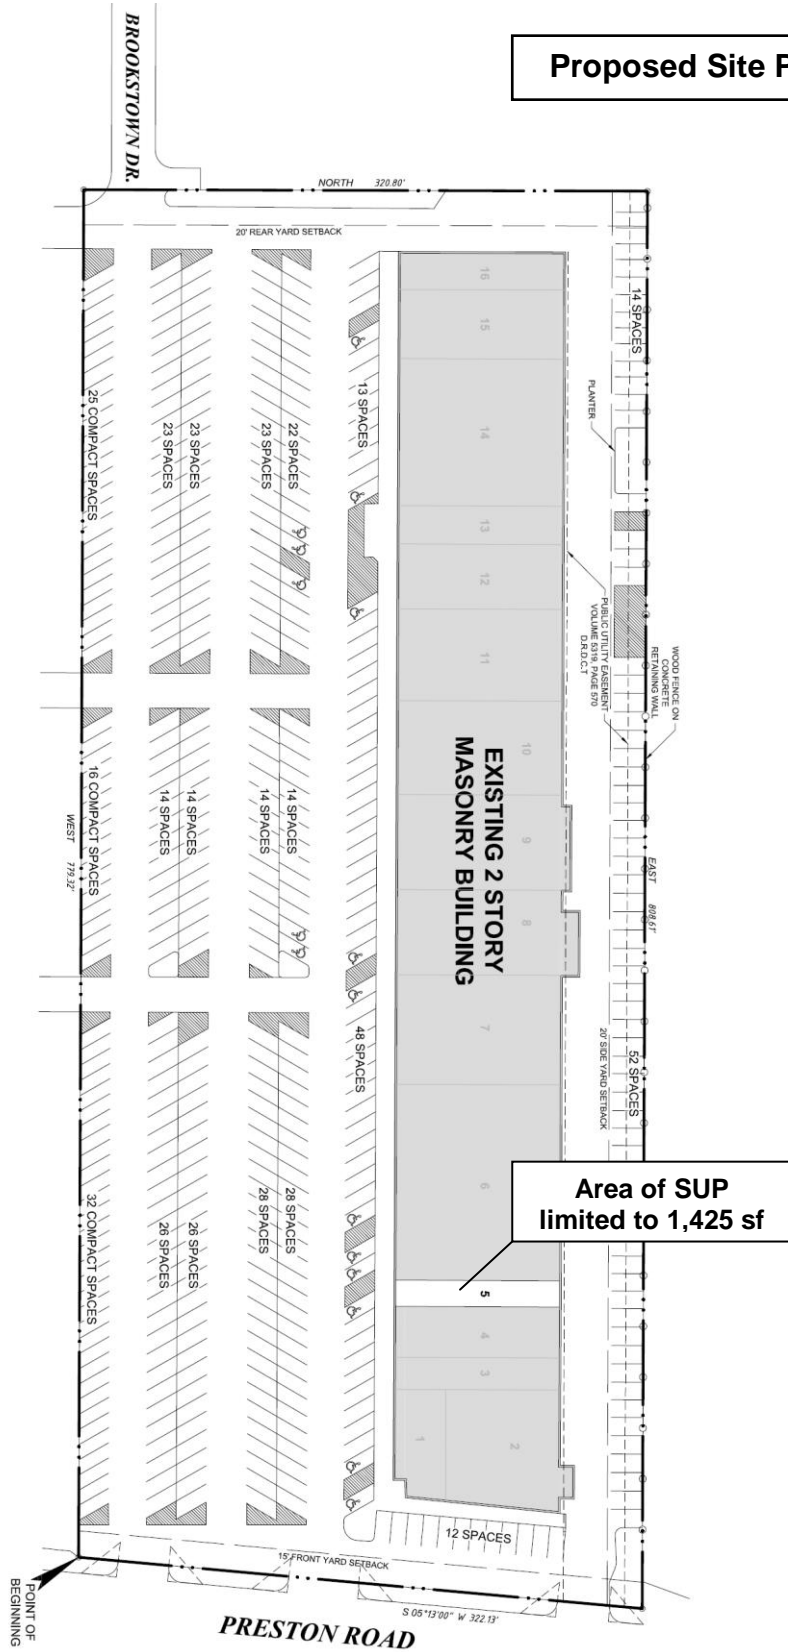 Proposed Site P
BROOKSTOWN DR.
NORTH 320.80'
20' REAR YARD SETBACK
14 SPACES
PLANTER
16
15
14
13
12
11
10
9
8
7
6
5
4
3
2
1
25 COMPACT SPACES
23 SPACES
23 SPACES
23 SPACES
22 SPACES
13 SPACES
PUBLIC UTILITY EASEMENT
VOLUME 5319, PAGE 570
D.R.D.C.T
WOOD FENCE ON
CONCRETE
RETAINING WALL
EXISTING 2 STORY
MASONRY BUILDING
16 COMPACT SPACES
14 SPACES
14 SPACES
14 SPACES
14 SPACES
WEST 779.32'
EAST 808.61'
48 SPACES
52 SPACES
20' SIDE YARD SETBACK
Area of SUP
limited to 1,425 sf
32 COMPACT SPACES
26 SPACES
26 SPACES
28 SPACES
28 SPACES
12 SPACES
15' FRONT YARD SETBACK
POINT OF
BEGINNING
S 05°13'00" W 322.13'
PRESTON ROAD